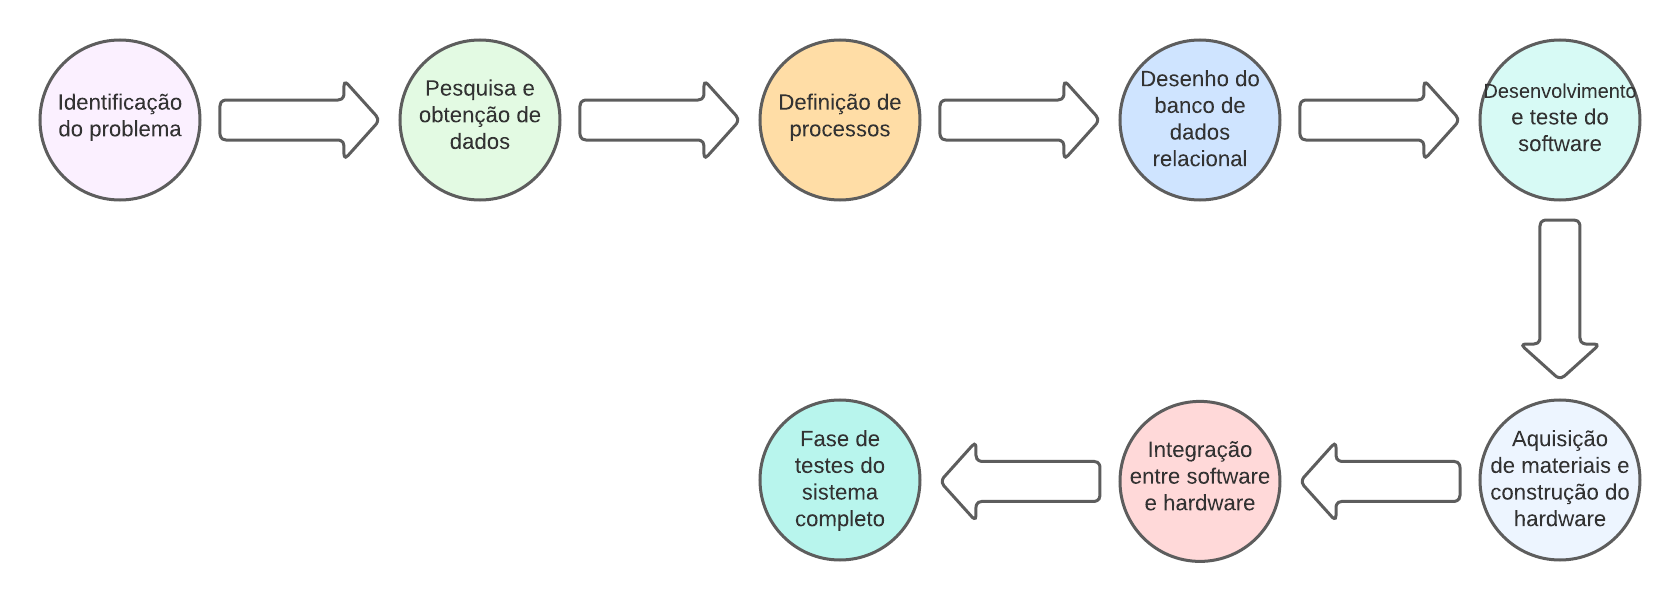 Identificação
do problema
Pesquisa e
obtenção de
dados
Definição de
processos
Desenho do
banco de
dados
relacional
Desenvolvimento
e teste do
software
Aquisição
de materiais e
construção do
hardware
Integração
entre software
e hardware
Fase de
testes do
sistema
completo